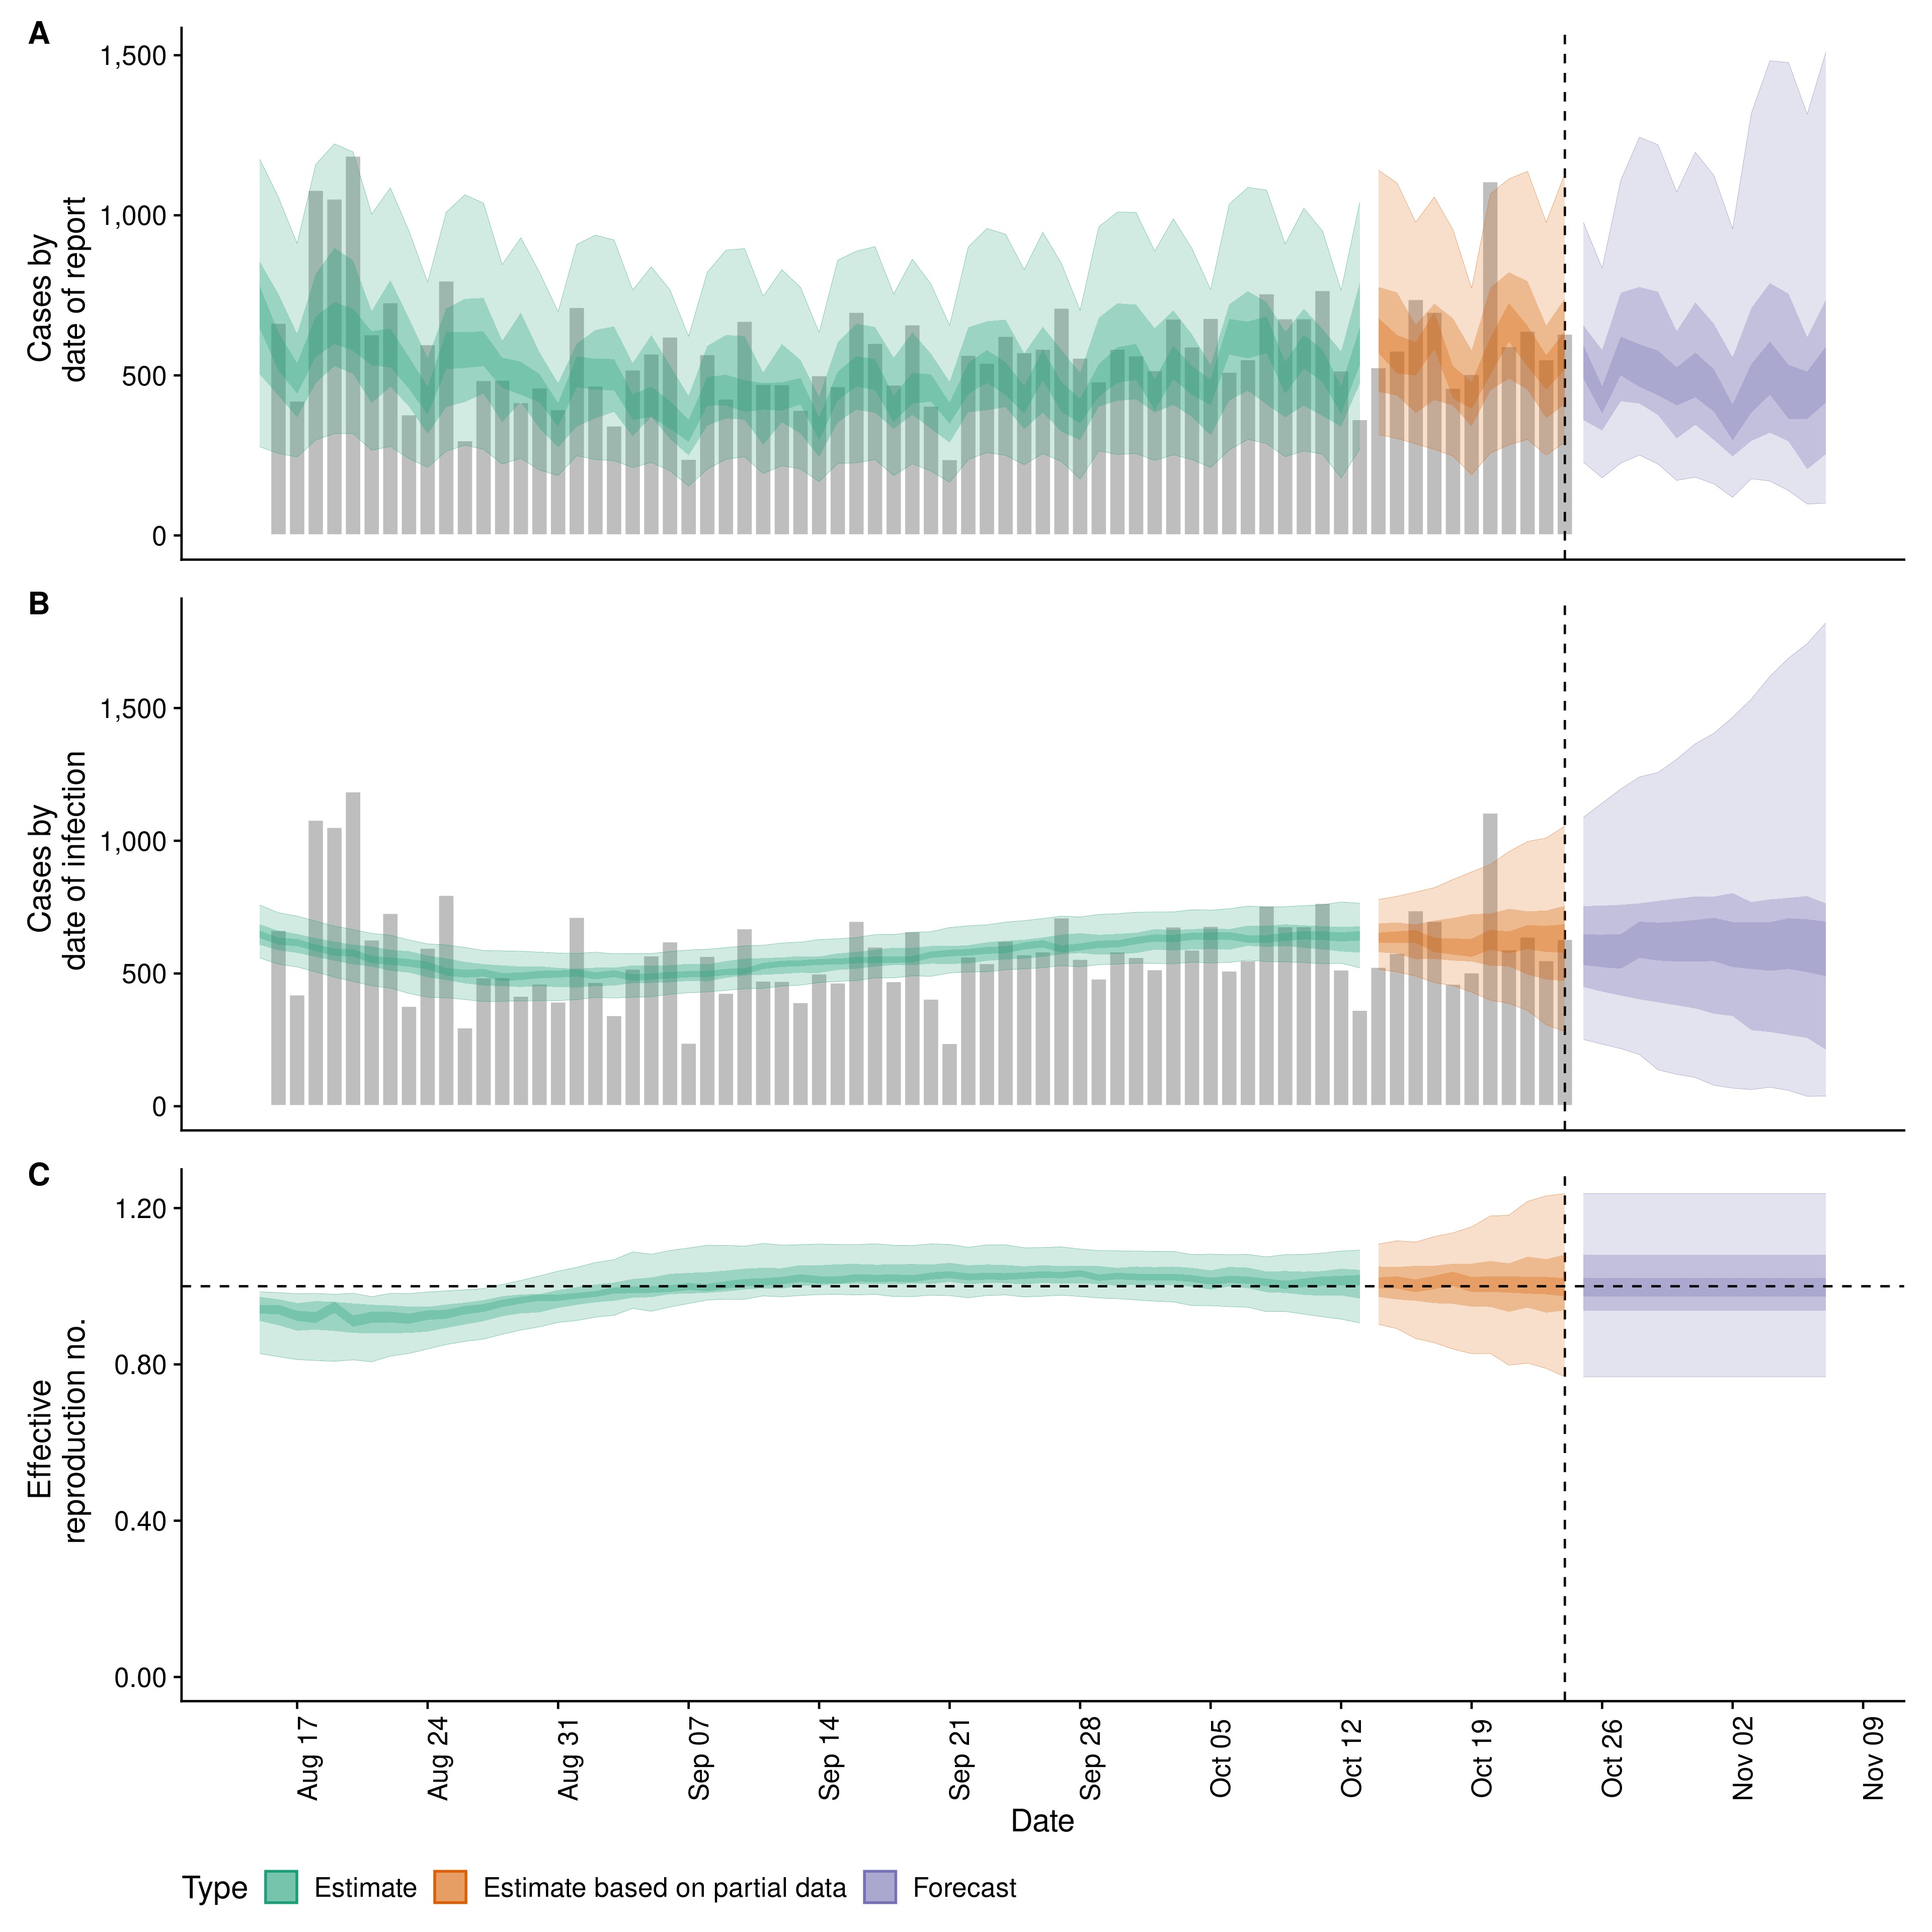 A
Cases by
date of report
1,500
1,000
500
0
B
Cases by
date of infection
1,500
1,000
500
0
C
Effective
reproduction no.
1.20
0.80
0.40
0.00
Aug 17
Aug 24
Aug 31
Sep 07
Sep 14
Sep 21
Sep 28
Oct 05
Oct 12
Oct 19
Oct 26
Nov 02
Nov 09
Date
Type Estimate Estimate based on partial data Forecast